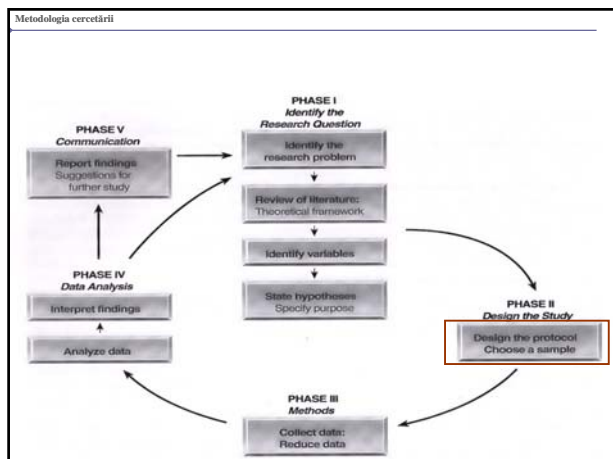 Metodologia cercetării
PHASE I
Identify the
Research Question
Identify the
research problem
Review of literature:
Theoretical framework
Identify variables
State hypotheses
Specify purpose
PHASE II
Design the Study
Design the protocol
Choose a sample
PHASE III
Methods
Collect data:
Reduce data
PHASE IV
Data Analysis
Interpret findings
Analyze data
PHASE V
Communication
Report findings
Suggestions for
further study